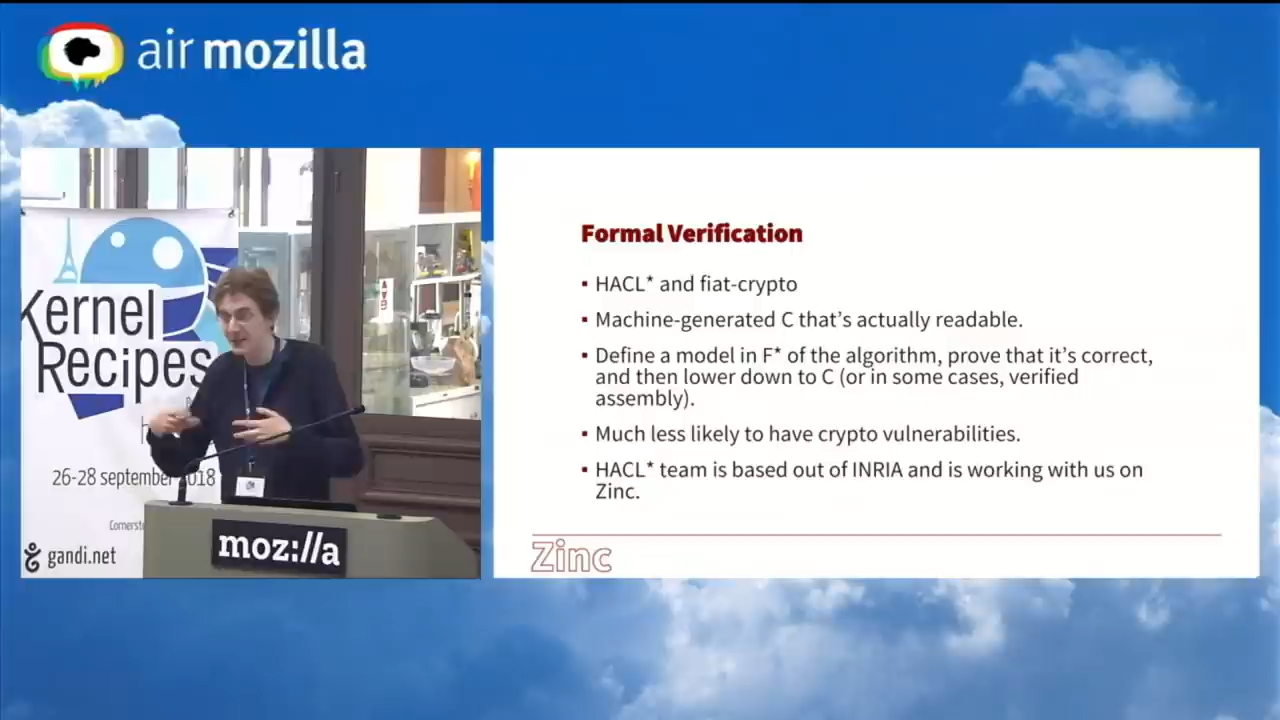 air mozilla
Kernel
Recipes
26-28 september 2018
gandi.net
moz://a
Formal Verification
▪ HACL* and fiat-crypto
▪ Machine-generated C that's actually readable.
▪ Define a model in F* of the algorithm, prove that it's correct,
and then lower down to C (or in some cases, verified
assembly).
▪ Much less likely to have crypto vulnerabilities.
▪ HACL* team is based out of INRIA and is working with us on
Zinc.
Zinc